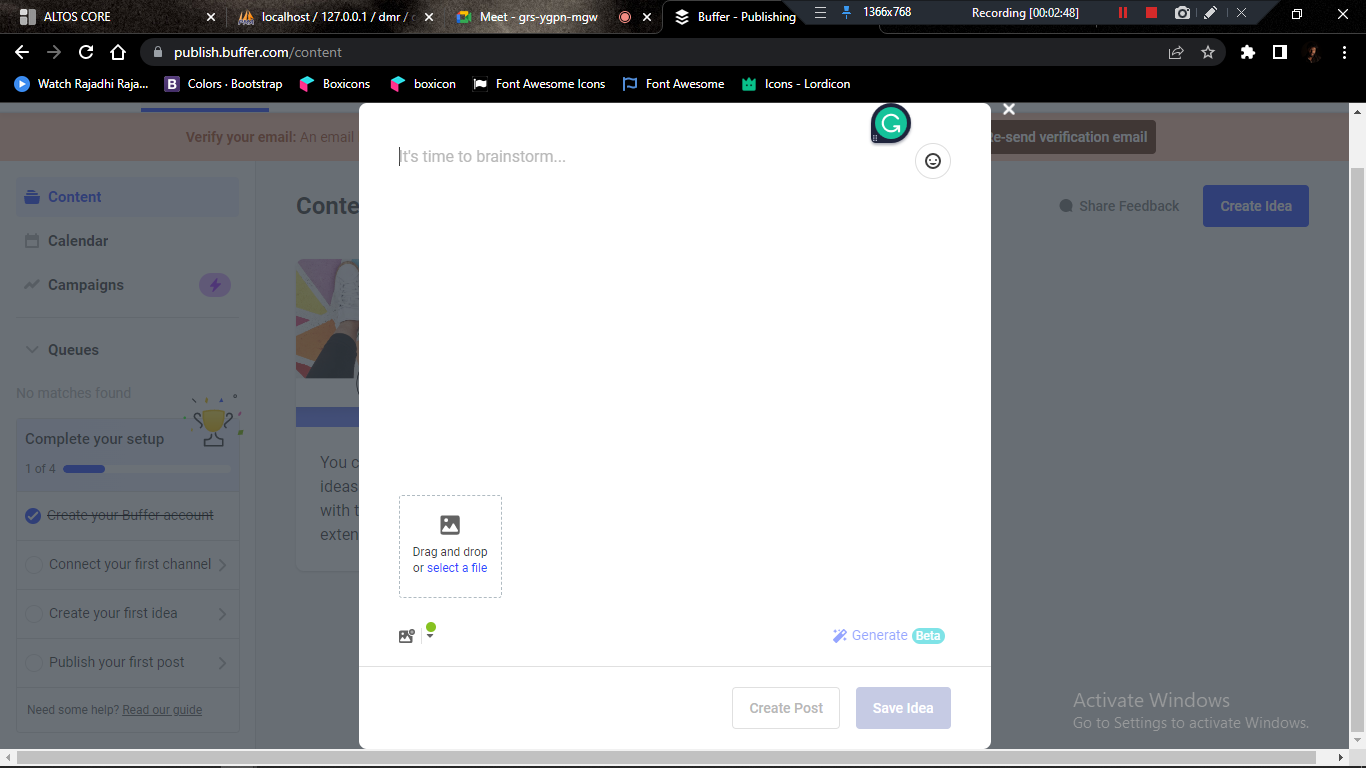 ALTOS CORE
localhost / 127.0.0.1 / dmr /
Meet - grs-ygpn-mgw
Buffer - Publishing
1366x768
Recording [00:02:48]
publish.buffer.com/content
Watch Rajadhi Raja...
B Colors · Bootstrap
Boxicons
boxicon
Font Awesome Icons
Font Awesome
Icons - Lordicon
Verify your email: An email
Re-send verification email
It's time to brainstorm...
Content
Calendar
Campaigns
Queues
No matches found
Complete your setup
1 of 4
Create your Buffer account
Connect your first channel
Create your first idea
Publish your first post
Need some help? Read our guide
Conte
Share Feedback
Create Idea
You c
ideas
with t
exten
Drag and drop
or select a file
Generate Beta
Create Post
Save Idea
Activate Windows
Go to Settings to activate Windows.